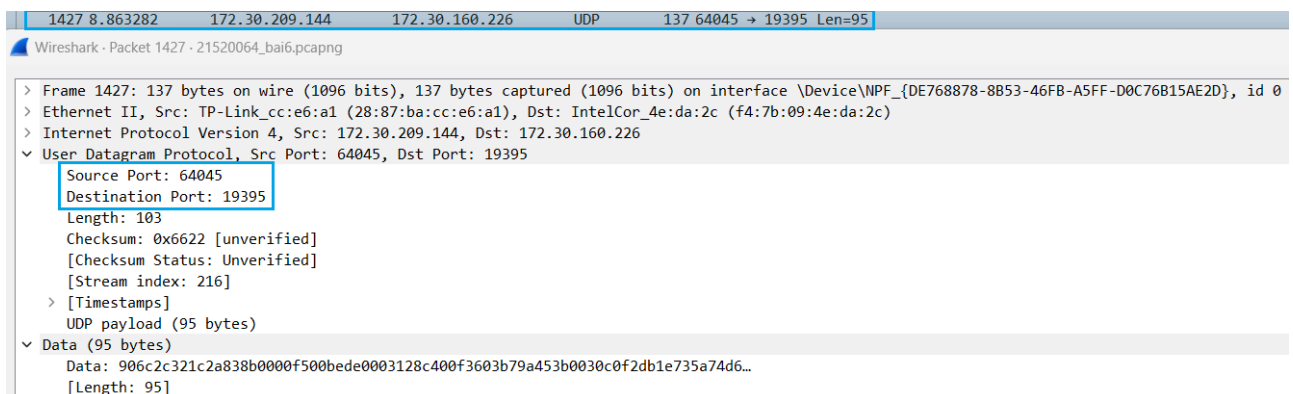 1427 8.863282 172.30.209.144 172.30.160.226 UDP 137 64045 → 19395 Len=95
Wireshark · Packet 1427 · 21520064_bai6.pcapng
> Frame 1427: 137 bytes on wire (1096 bits), 137 bytes captured (1096 bits) on interface \Device\NPF_{DE768878-8B53-46FB-A5FF-D0C76B15AE2D}, id 0
> Ethernet II, Src: TP-Link_cc:e6:a1 (28:87:ba:cc:e6:a1), Dst: IntelCor_4e:da:2c (f4:7b:09:4e:da:2c)
> Internet Protocol Version 4, Src: 172.30.209.144, Dst: 172.30.160.226
User Datagram Protocol, Src Port: 64045, Dst Port: 19395
Source Port: 64045
Destination Port: 19395
Length: 103
Checksum: 0x6622 [unverified]
[Checksum Status: Unverified]
[Stream index: 216]
> [Timestamps]
UDP payload (95 bytes)
Data (95 bytes)
Data: 906c2c321c2a838b0000f500bede0003128c400f3603b79a453b0030c0f2db1e735a74d6…
[Length: 95]